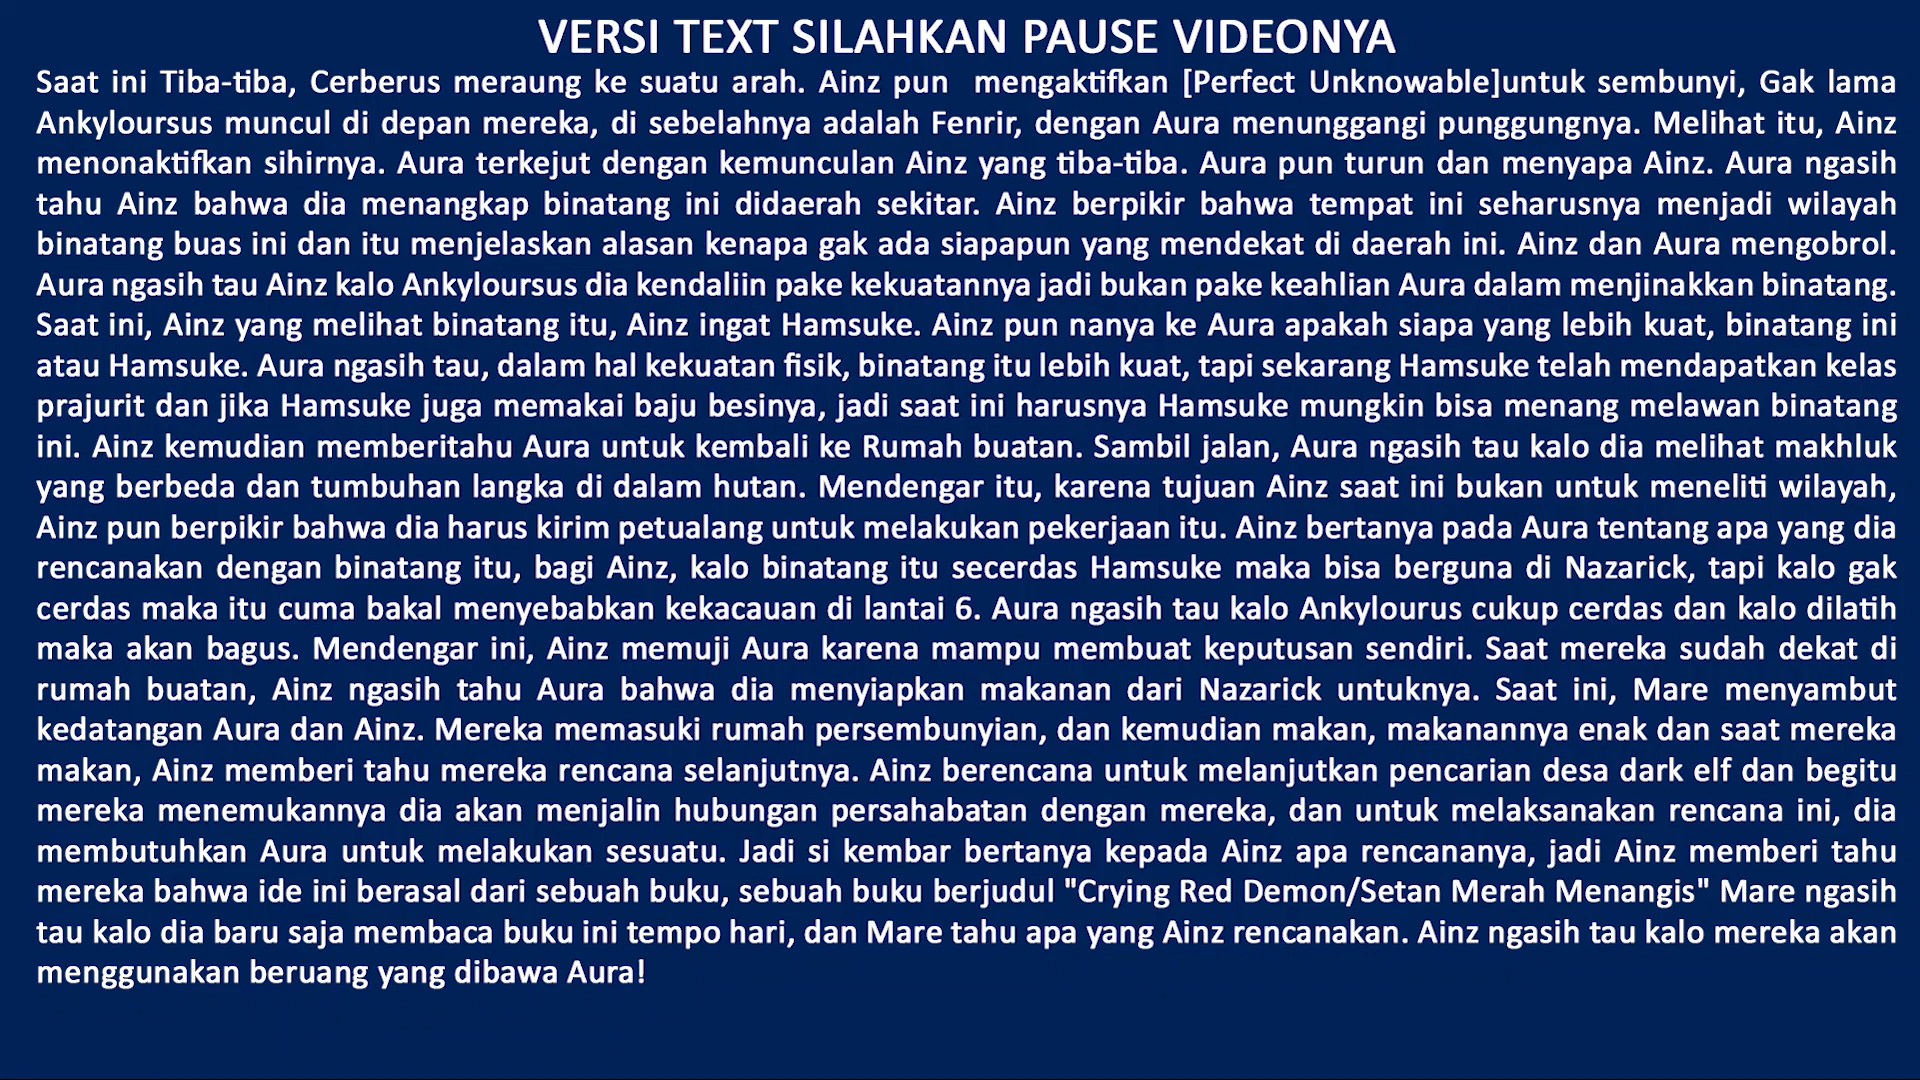 VERSI TEXT SILAHKAN PAUSE VIDEONYA
Saat ini Tiba-tiba, Cerberus meraung ke suatu arah. Ainz pun  mengaktifkan [Perfect Unknowable]untuk sembunyi, Gak lama
Ankyloursus muncul di depan mereka, di sebelahnya adalah Fenrir, dengan Aura menunggangi punggungnya. Melihat itu, Ainz
menonaktifkan sihirnya. Aura terkejut dengan kemunculan Ainz yang tiba-tiba. Aura pun turun dan menyapa Ainz. Aura ngasih
tahu Ainz bahwa dia menangkap binatang ini didaerah sekitar. Ainz berpikir bahwa tempat ini seharusnya menjadi wilayah
binatang buas ini dan itu menjelaskan alasan kenapa gak ada siapapun yang mendekat di daerah ini. Ainz dan Aura mengobrol.
Aura ngasih tau Ainz kalo Ankyloursus dia kendaliin pake kekuatannya jadi bukan pake keahlian Aura dalam menjinakkan binatang.
Saat ini, Ainz yang melihat binatang itu, Ainz ingat Hamsuke. Ainz pun nanya ke Aura apakah siapa yang lebih kuat, binatang ini
atau Hamsuke. Aura ngasih tau, dalam hal kekuatan fisik, binatang itu lebih kuat, tapi sekarang Hamsuke telah mendapatkan kelas
prajurit dan jika Hamsuke juga memakai baju besinya, jadi saat ini harusnya Hamsuke mungkin bisa menang melawan binatang
ini. Ainz kemudian memberitahu Aura untuk kembali ke Rumah buatan. Sambil jalan, Aura ngasih tau kalo dia melihat makhluk
yang berbeda dan tumbuhan langka di dalam hutan. Mendengar itu, karena tujuan Ainz saat ini bukan untuk meneliti wilayah,
Ainz pun berpikir bahwa dia harus kirim petualang untuk melakukan pekerjaan itu. Ainz bertanya pada Aura tentang apa yang dia
rencanakan dengan binatang itu, bagi Ainz, kalo binatang itu secerdas Hamsuke maka bisa berguna di Nazarick, tapi kalo gak
cerdas maka itu cuma bakal menyebabkan kekacauan di lantai 6. Aura ngasih tau kalo Ankylourus cukup cerdas dan kalo dilatih
maka akan bagus. Mendengar ini, Ainz memuji Aura karena mampu membuat keputusan sendiri. Saat mereka sudah dekat di
rumah buatan, Ainz ngasih tahu Aura bahwa dia menyiapkan makanan dari Nazarick untuknya. Saat ini, Mare menyambut
kedatangan Aura dan Ainz. Mereka memasuki rumah persembunyian, dan kemudian makan, makanannya enak dan saat mereka
makan, Ainz memberi tahu mereka rencana selanjutnya. Ainz berencana untuk melanjutkan pencarian desa dark elf dan begitu
mereka menemukannya dia akan menjalin hubungan persahabatan dengan mereka, dan untuk melaksanakan rencana ini, dia
membutuhkan Aura untuk melakukan sesuatu. Jadi si kembar bertanya kepada Ainz apa rencananya, jadi Ainz memberi tahu
mereka bahwa ide ini berasal dari sebuah buku, sebuah buku berjudul "Crying Red Demon/Setan Merah Menangis" Mare ngasih
tau kalo dia baru saja membaca buku ini tempo hari, dan Mare tahu apa yang Ainz rencanakan. Ainz ngasih tau kalo mereka akan
menggunakan beruang yang dibawa Aura!